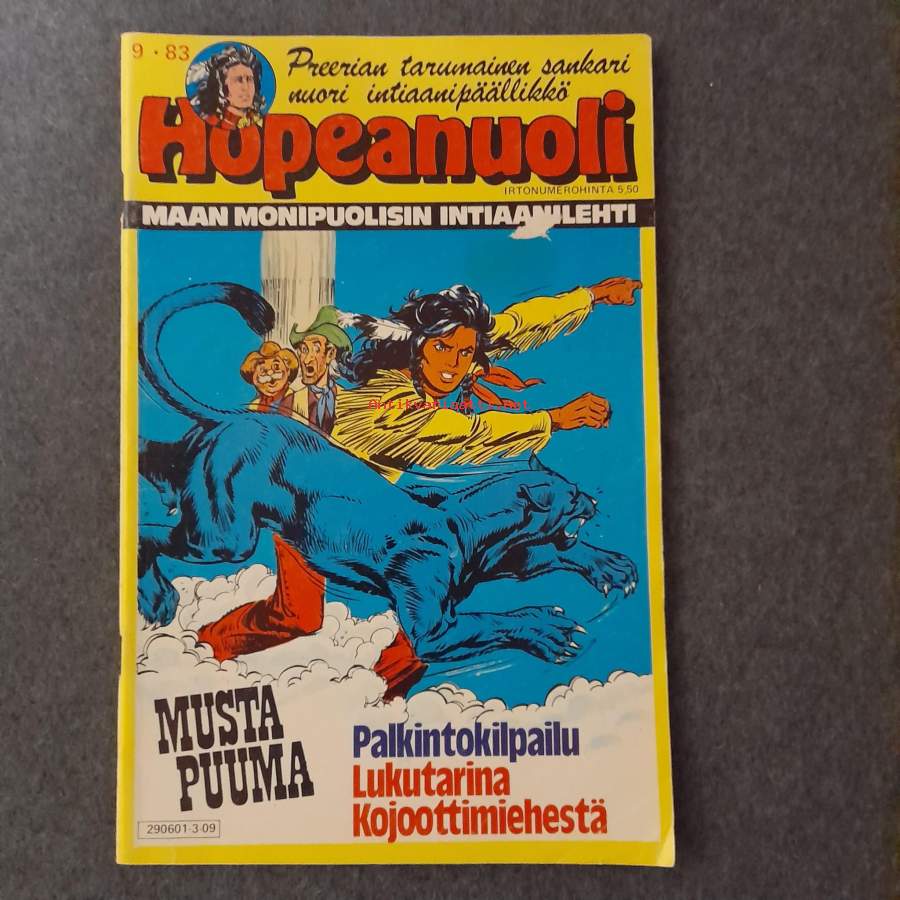 9 • 83
Preerian tarumainen sankari
nuori intiaanipäällikkö
Hopeanuoli
IRTONUMEROHINTA 5,50
MAAN MONIPUOLISIN INTIAANILEHTI
MUSTA
PUUMA
Palkintokilpailu
Lukutarina
Kojoottimiehestä
290601-3-09